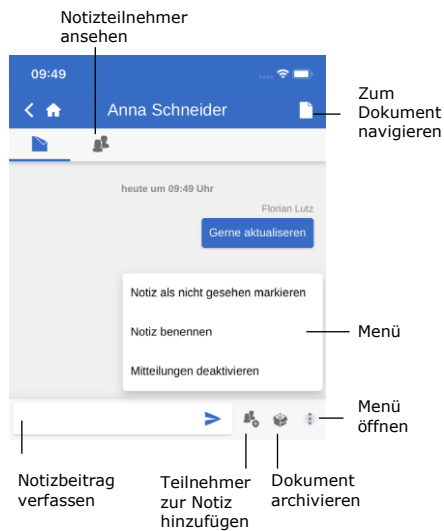 Notizteilnehmer
ansehen
09:49
Anna Schneider
Zum
Dokument
navigieren
heute um 09:49 Uhr
Florian Lutz
Gerne aktualiseren
Notiz als nicht gesehen markieren
Notiz benennen
Mitteilungen deaktivieren
Menü
Menü
öffnen
Notizbeitrag
verfassen
Teilnehmer
zur Notiz
hinzufügen
Dokument
archivieren